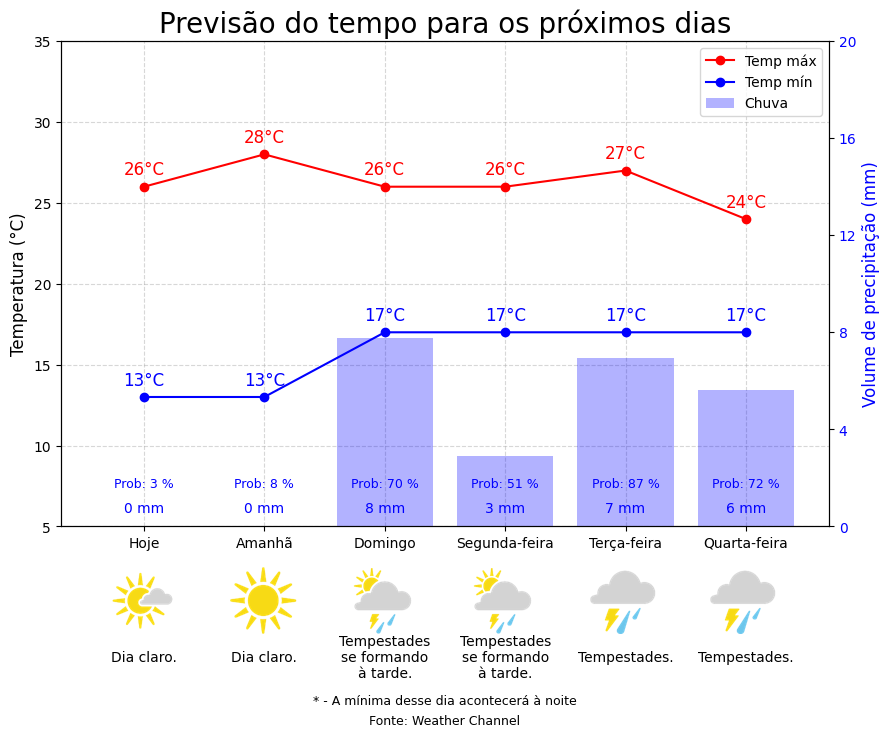 Previsão do tempo para os próximos dias
Temperatura (°C)
35
30
25
20
15
10
5
Volume de precipitação (mm)
20
16
12
8
4
0
Temp máx
Temp mín
Chuva
26°C 28°C 26°C 26°C 27°C 24°C
13°C 13°C 17°C 17°C 17°C 17°C
Prob: 3 % Prob: 8 % Prob: 70 % Prob: 51 % Prob: 87 % Prob: 72 %
0 mm 0 mm 8 mm 3 mm 7 mm 6 mm
Hoje Amanhã Domingo Segunda-feira Terça-feira Quarta-feira
Dia claro.
Dia claro.
Tempestades
se formando
à tarde.
Tempestades
se formando
à tarde.
Tempestades.
Tempestades.
* - A mínima desse dia acontecerá à noite
Fonte: Weather Channel